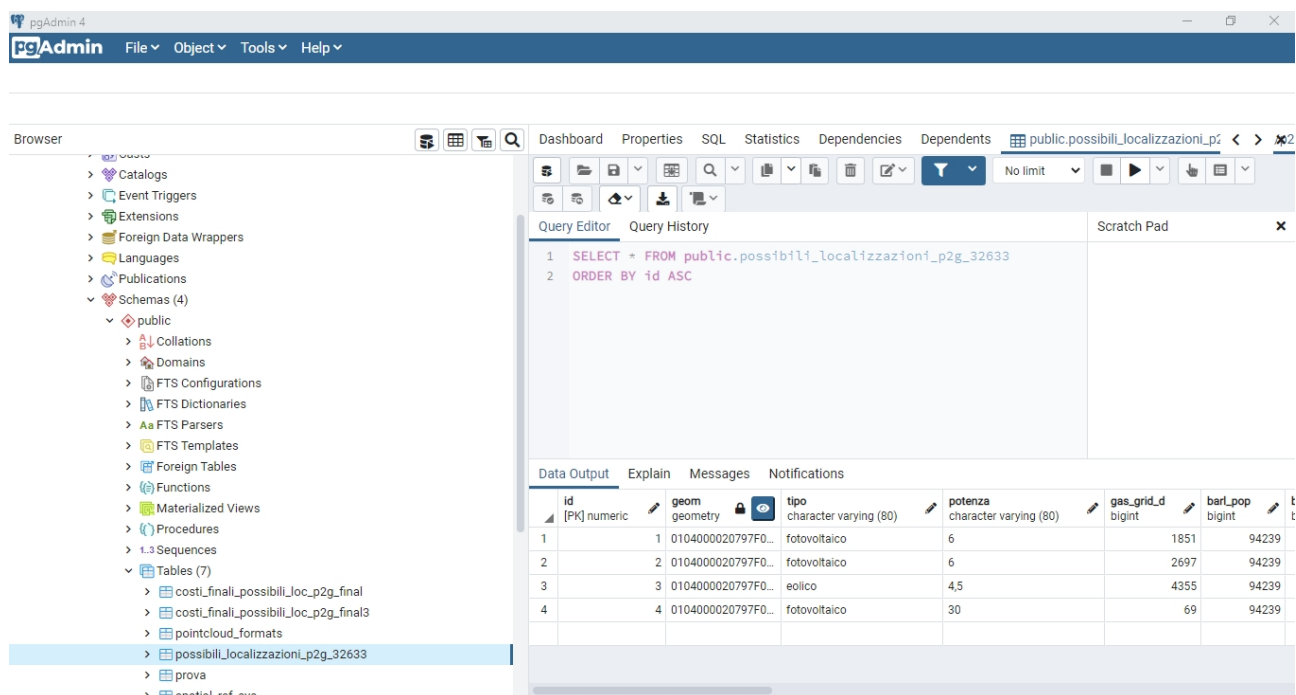 pgAdmin 4
pgAdmin File Object Tools Help
Browser
Dashboard Properties SQL Statistics Dependencies Dependents public.possibili_localizzazioni_p2
No limit
Catalogs
Event Triggers
Extensions
Foreign Data Wrappers
Languages
Publications
Schemas (4)
public
Collations
Domains
FTS Configurations
FTS Dictionaries
Aa FTS Parsers
FTS Templates
Foreign Tables
Functions
Materialized Views
Procedures
1..3 Sequences
Tables (7)
costi_finali_possibili_loc_p2g_final
costi_finali_possibili_loc_p2g_final3
pointcloud_formats
possibili_localizzazioni_p2g_32633
prova
Query Editor Query History
Scratch Pad
1 SELECT * FROM public.possibili_localizzazioni_p2g_32633
2 ORDER BY id ASC
Data Output Explain Messages Notifications
id geom tipo potenza gas_grid_d barl_pop
[PK] numeric geometry character varying (80) character varying (80) bigint bigint
1 1 0104000020797F0... fotovoltaico 6 1851 94239
2 2 0104000020797F0... fotovoltaico 6 2697 94239
3 3 0104000020797F0... eolico 4,5 4355 94239
4 4 0104000020797F0... fotovoltaico 30 69 94239